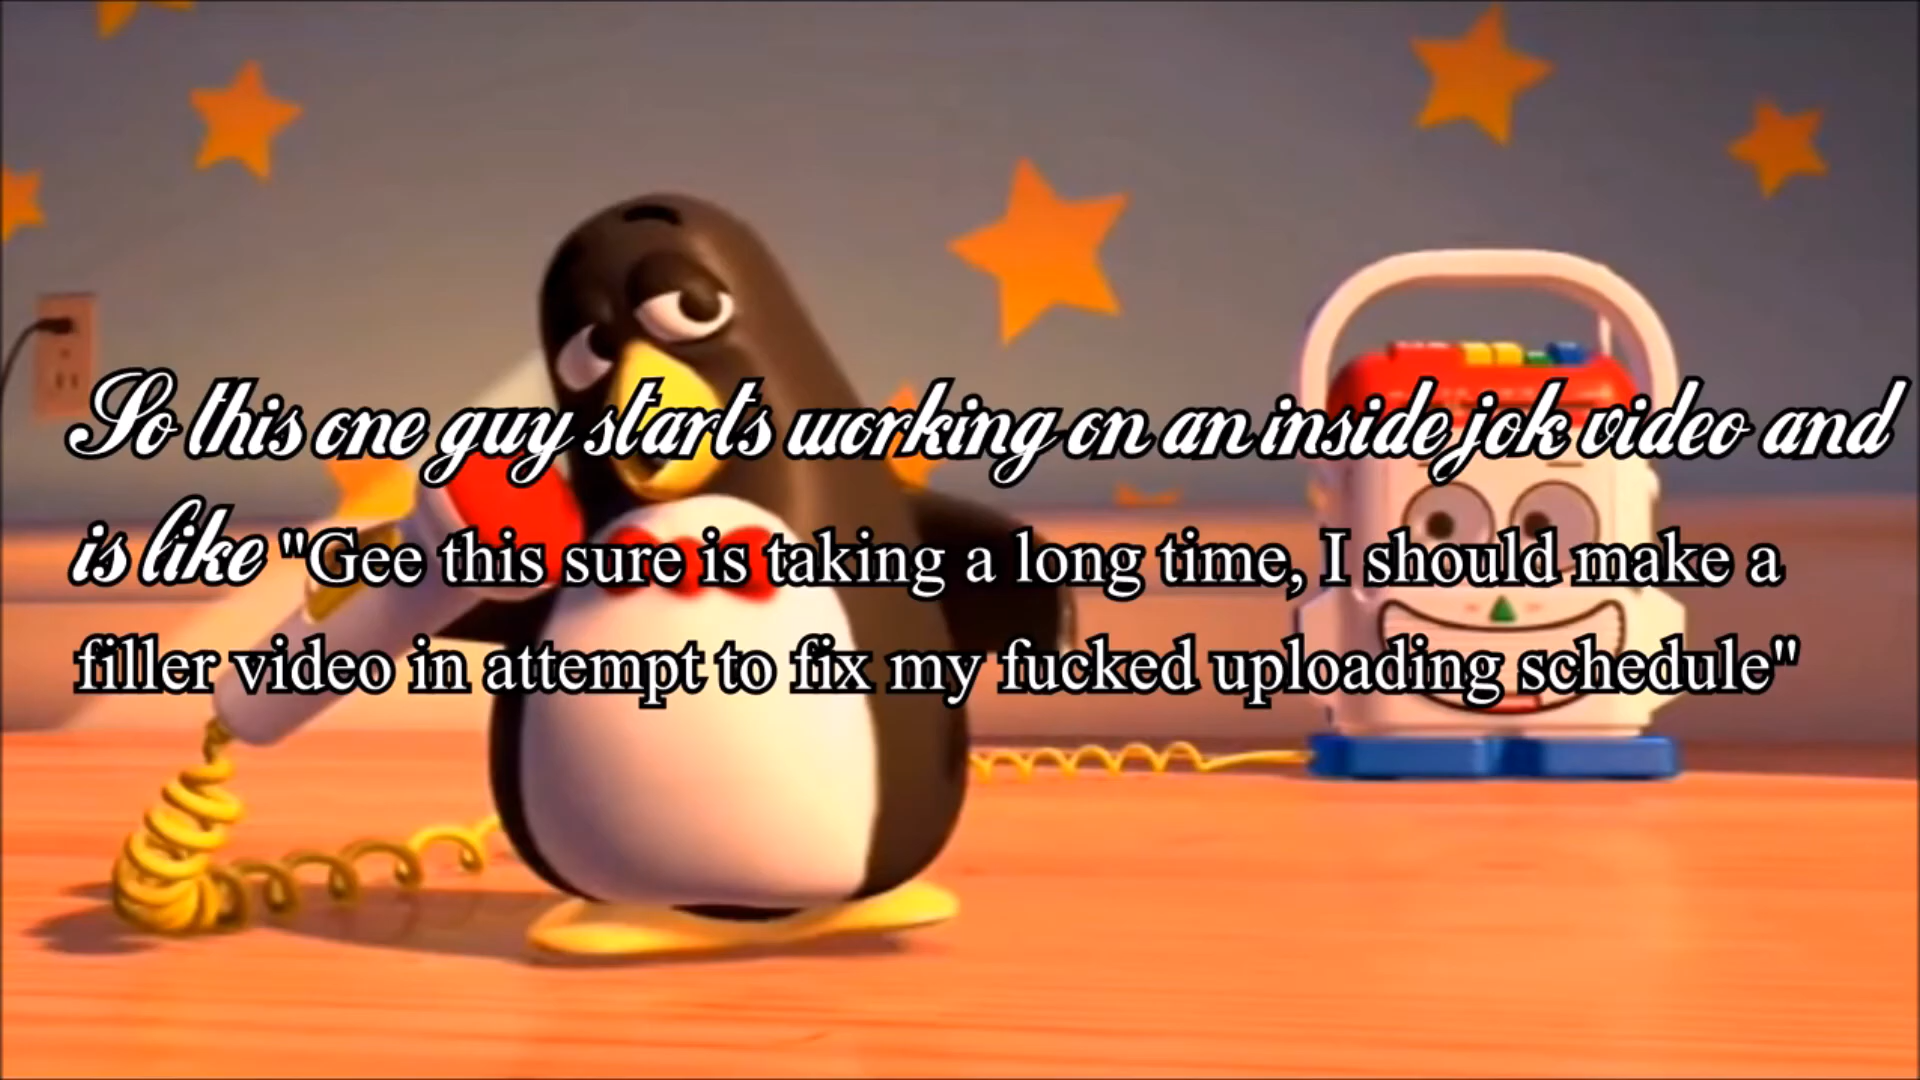 So this one guy starts working on an inside jok video and
is like "Gee this sure is taking a long time, I should make a
filler video in attempt to fix my fucked uploading schedule"